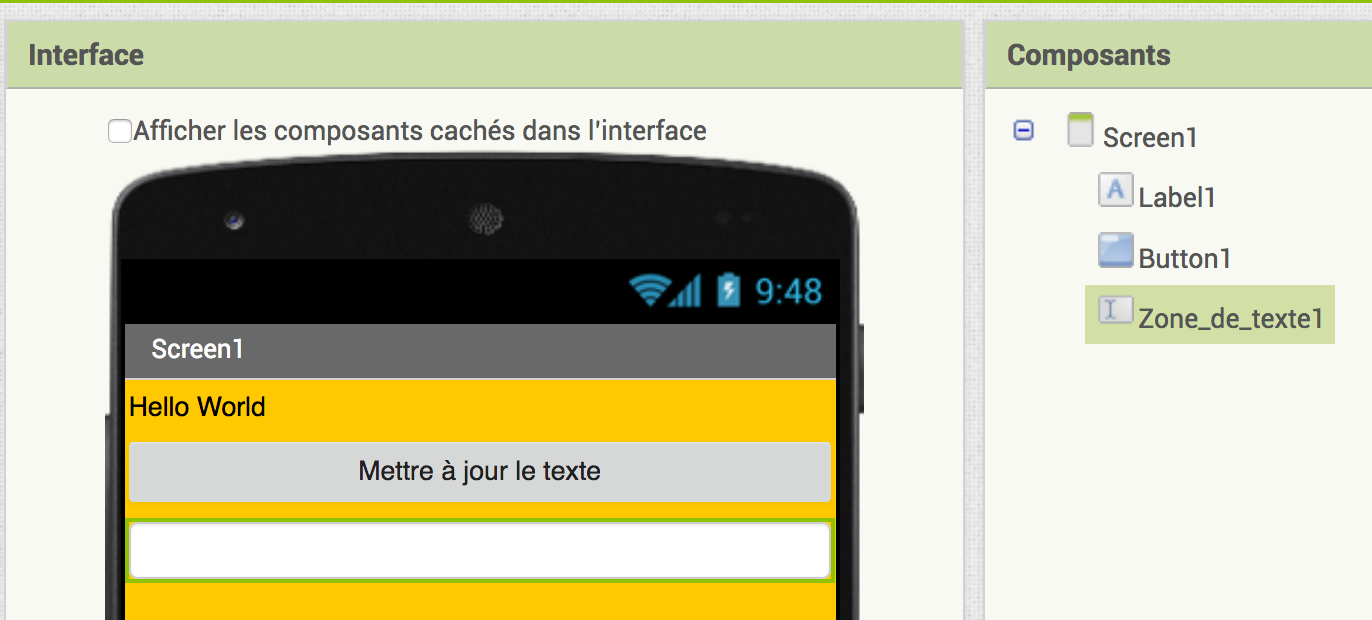 Interface
Afficher les composants cachés dans l'interface
9:48
Screen1
Hello World
Mettre à jour le texte
Composants
Screen1
A Label1
Button1
Zone_de_texte1